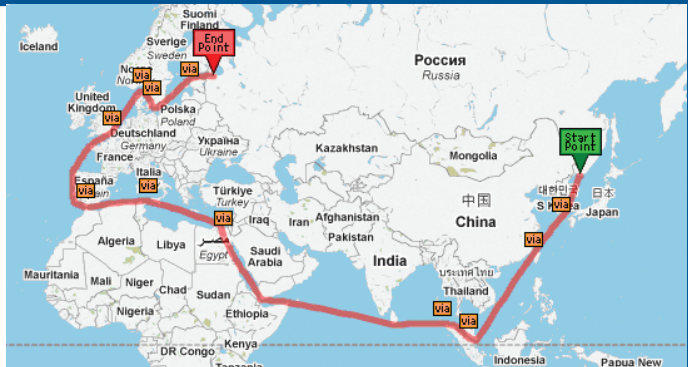 Iceland
Suomi
Finland
Sverige
Sweden
End
Point
Россия
Russia
via
via
via
Norge
United
Kingdom
via
Polska
Poland
Deutschland
Germany
Україна
Ukraine
France
Kazakhstan
Mongolia
Start
Point
Italia
Italy
via
España
via
Türkiye
Turkey
via
Iraq
Iran
Afghanistan
Pakistan
中国
China
대한민국
via
日本
Japan
via
Algeria
Libya
مصر
Egypt
Saudi
Arabia
India
ประเทศไทย
Thailand
Mauritania
Mali
Niger
Chad
Sudan
Nigeria
Ethiopia
via
via
DR Congo
Kenya
Tanzania
Indonesia
Papua New